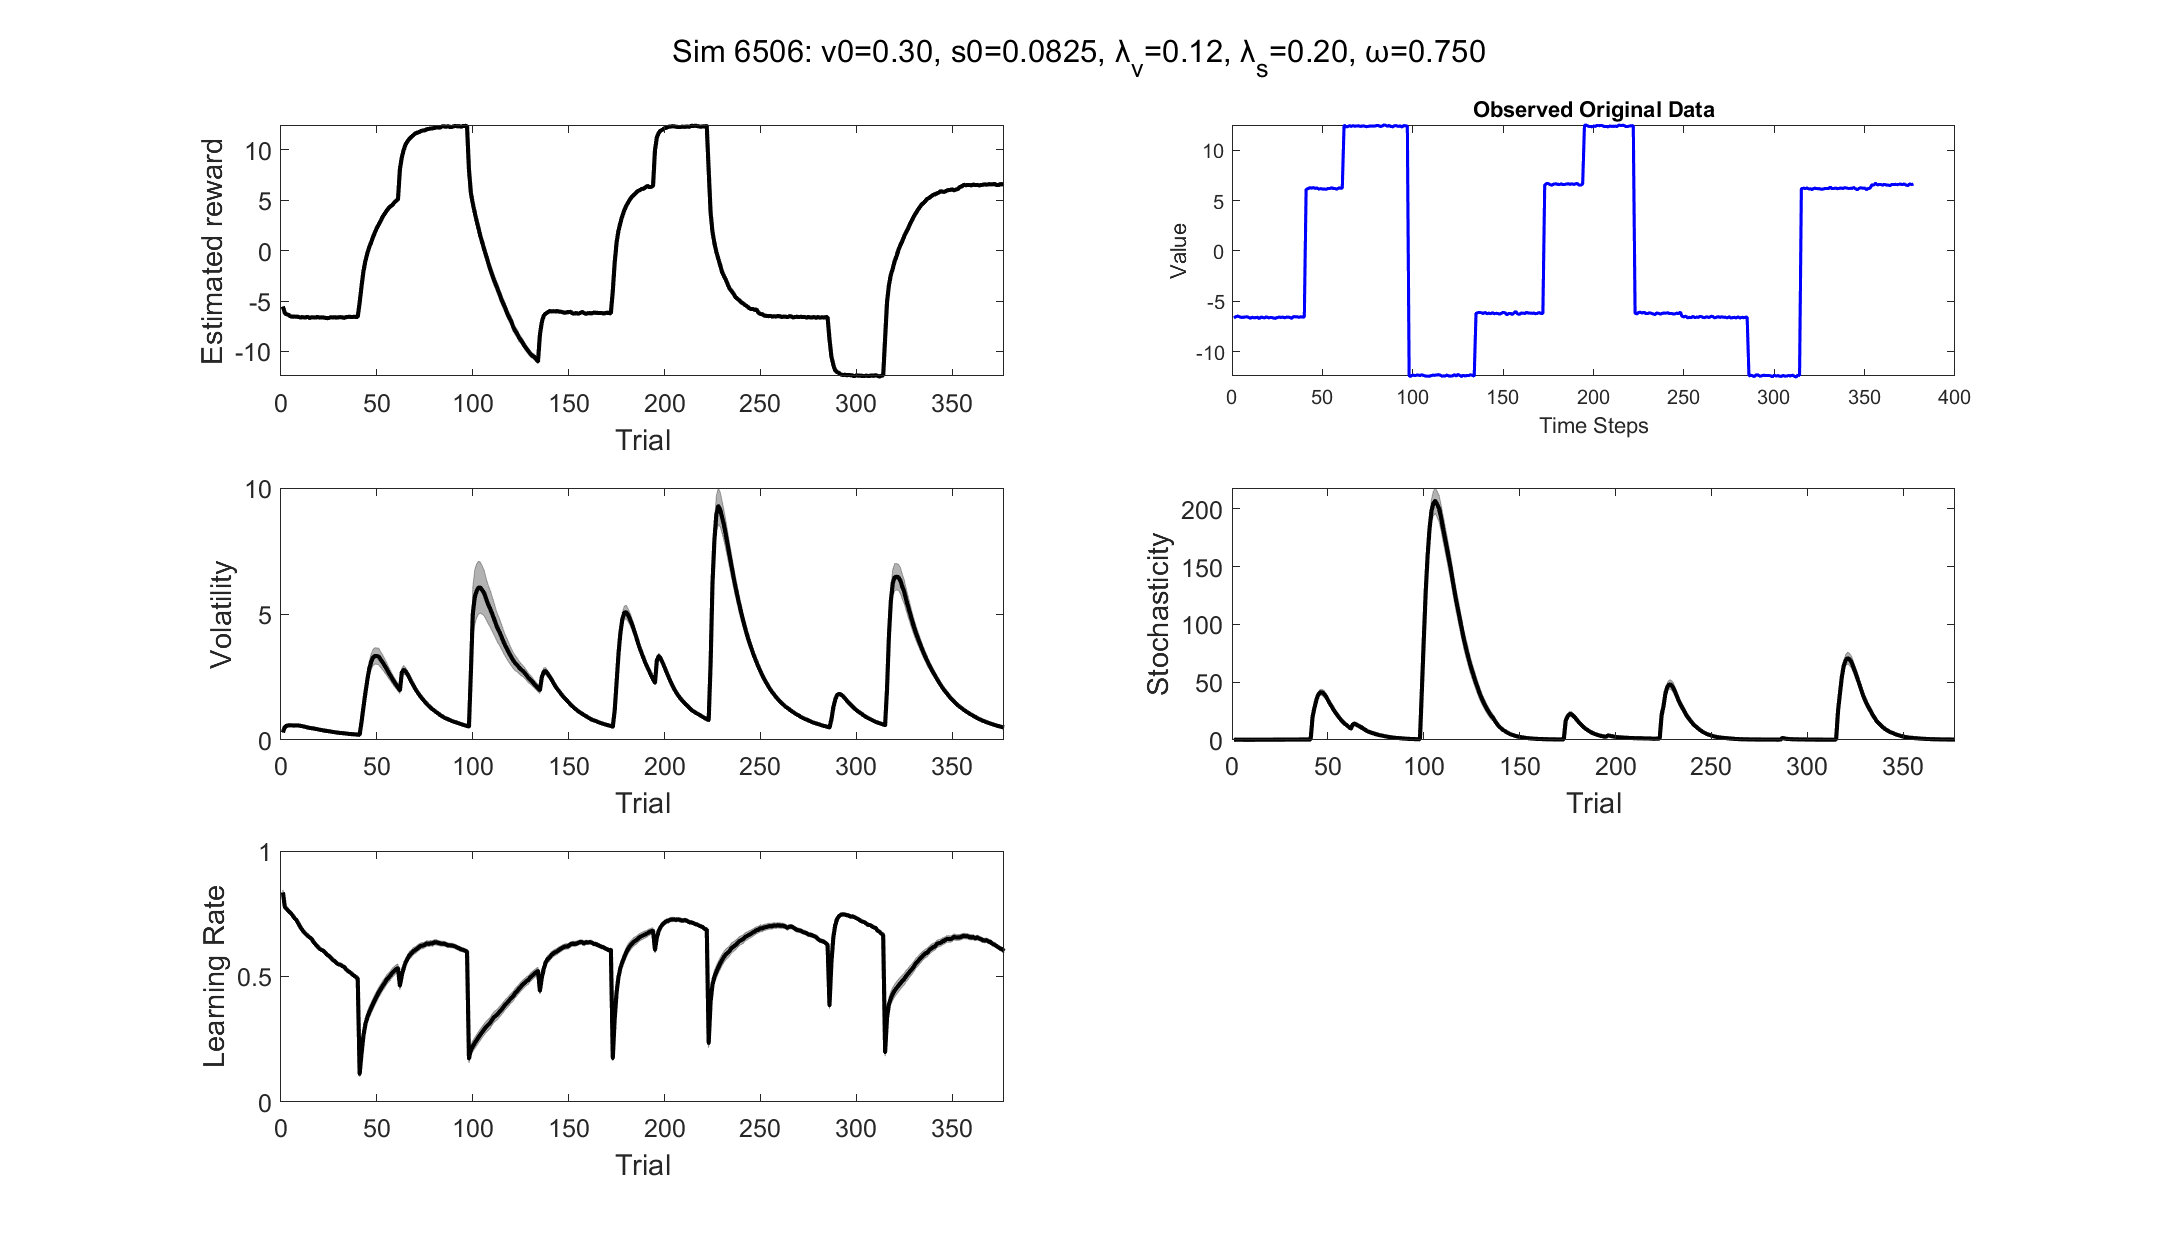 Sim 6506: v0=0.30, s0=0.0825, λv=0.12, λs=0.20, ω=0.750
Estimated reward
10
5
0
-5
-10
0 50 100 150 200 250 300 350
Trial
Observed Original Data
Value
10
5
0
-5
-10
0 50 100 150 200 250 300 350 400
Time Steps
Volatility
10
5
0
0 50 100 150 200 250 300 350
Trial
Stochasticity
200
150
100
50
0
0 50 100 150 200 250 300 350
Trial
Learning Rate
1
0.5
0
0 50 100 150 200 250 300 350
Trial